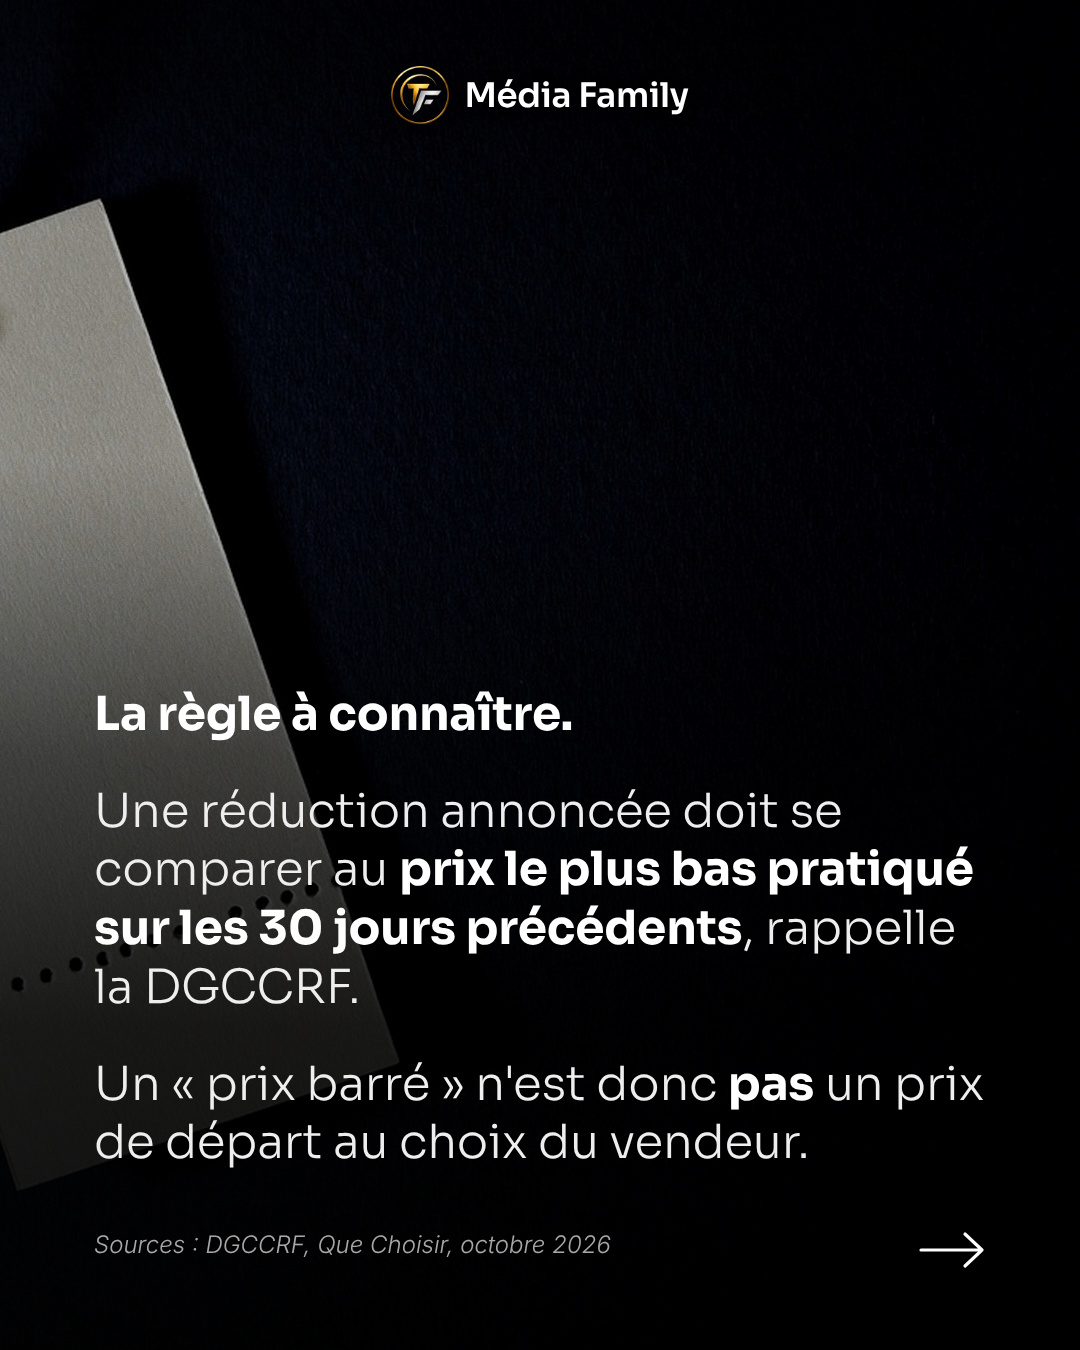 TF Média Family
La règle à connaître.
Une réduction annoncée doit se
comparer au prix le plus bas pratiqué
sur les 30 jours précédents, rappelle
la DGCCRF.
Un « prix barré » n'est donc pas un prix
de départ au choix du vendeur.
Sources : DGCCRF, Que Choisir, octobre 2026